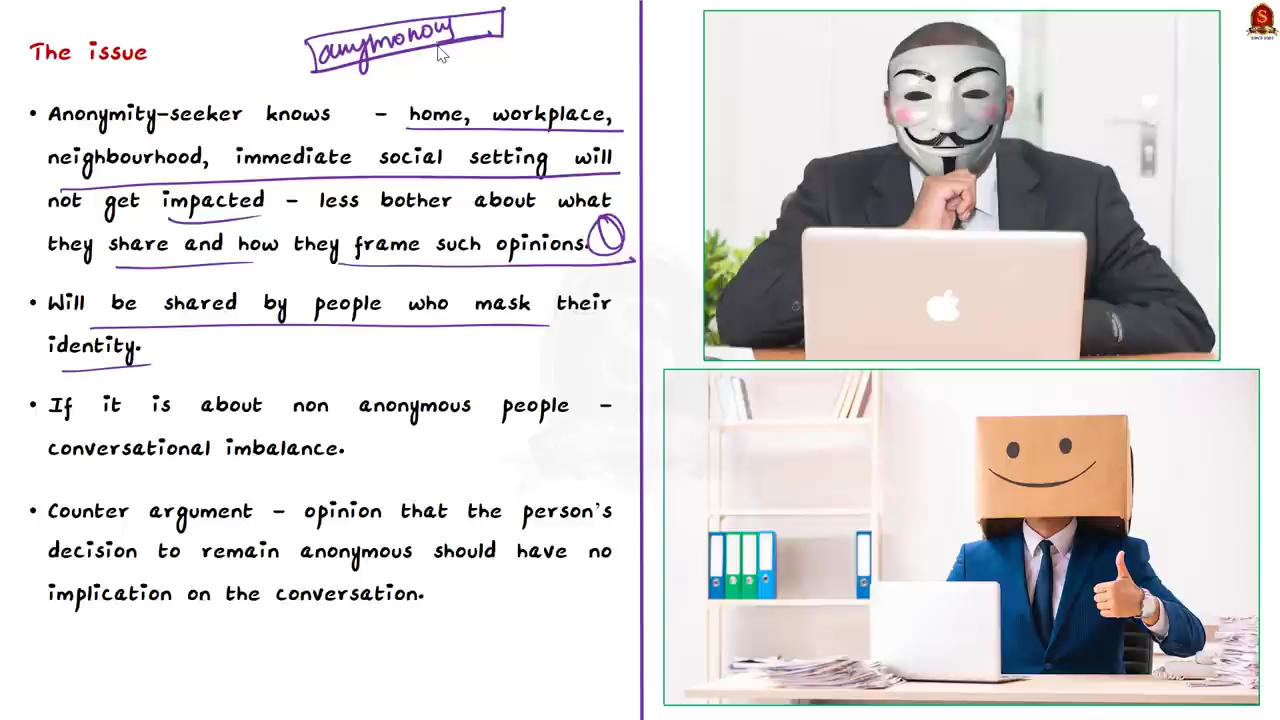 The issue
anymonous
• Anonymity-seeker knows - home, workplace,
neighbourhood, immediate social setting will
not get impacted - less bother about what
they share and how they frame such opinions.
• Will be shared by people who mask their
identity.
• If it is about non anonymous people -
conversational imbalance.
• Counter argument - opinion that the person's
decision to remain anonymous should have no
implication on the conversation.
S